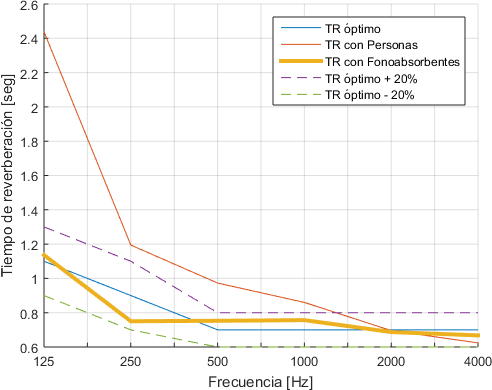 2.6
2.4
2.2
2
1.8
1.6
1.4
1.2
1
0.8
0.6
Tiempo de reverberación [seg]
TR óptimo
TR con Personas
TR con Fonoabsorbentes
TR óptimo + 20%
TR óptimo - 20%
125 250 500 1000 2000 4000
Frecuencia [Hz]